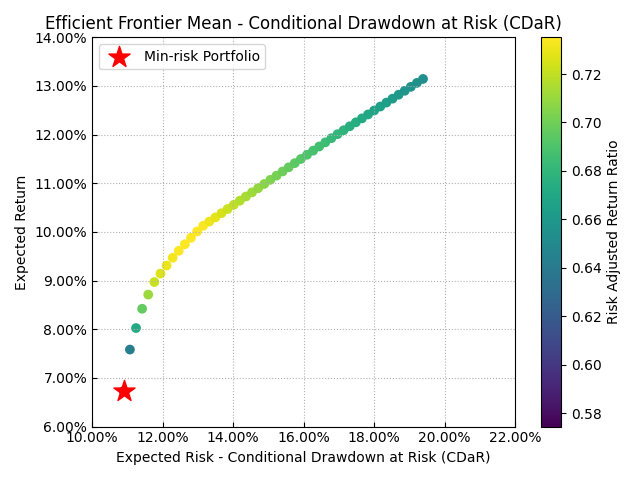 Efficient Frontier Mean - Conditional Drawdown at Risk (CDaR)
Min-risk Portfolio
14.00%
13.00%
12.00%
11.00%
10.00%
9.00%
8.00%
7.00%
6.00%
Expected Return
10.00% 12.00% 14.00% 16.00% 18.00% 20.00% 22.00%
Expected Risk - Conditional Drawdown at Risk (CDaR)
0.72
0.70
0.68
0.66
0.64
0.62
0.60
0.58
Risk Adjusted Return Ratio